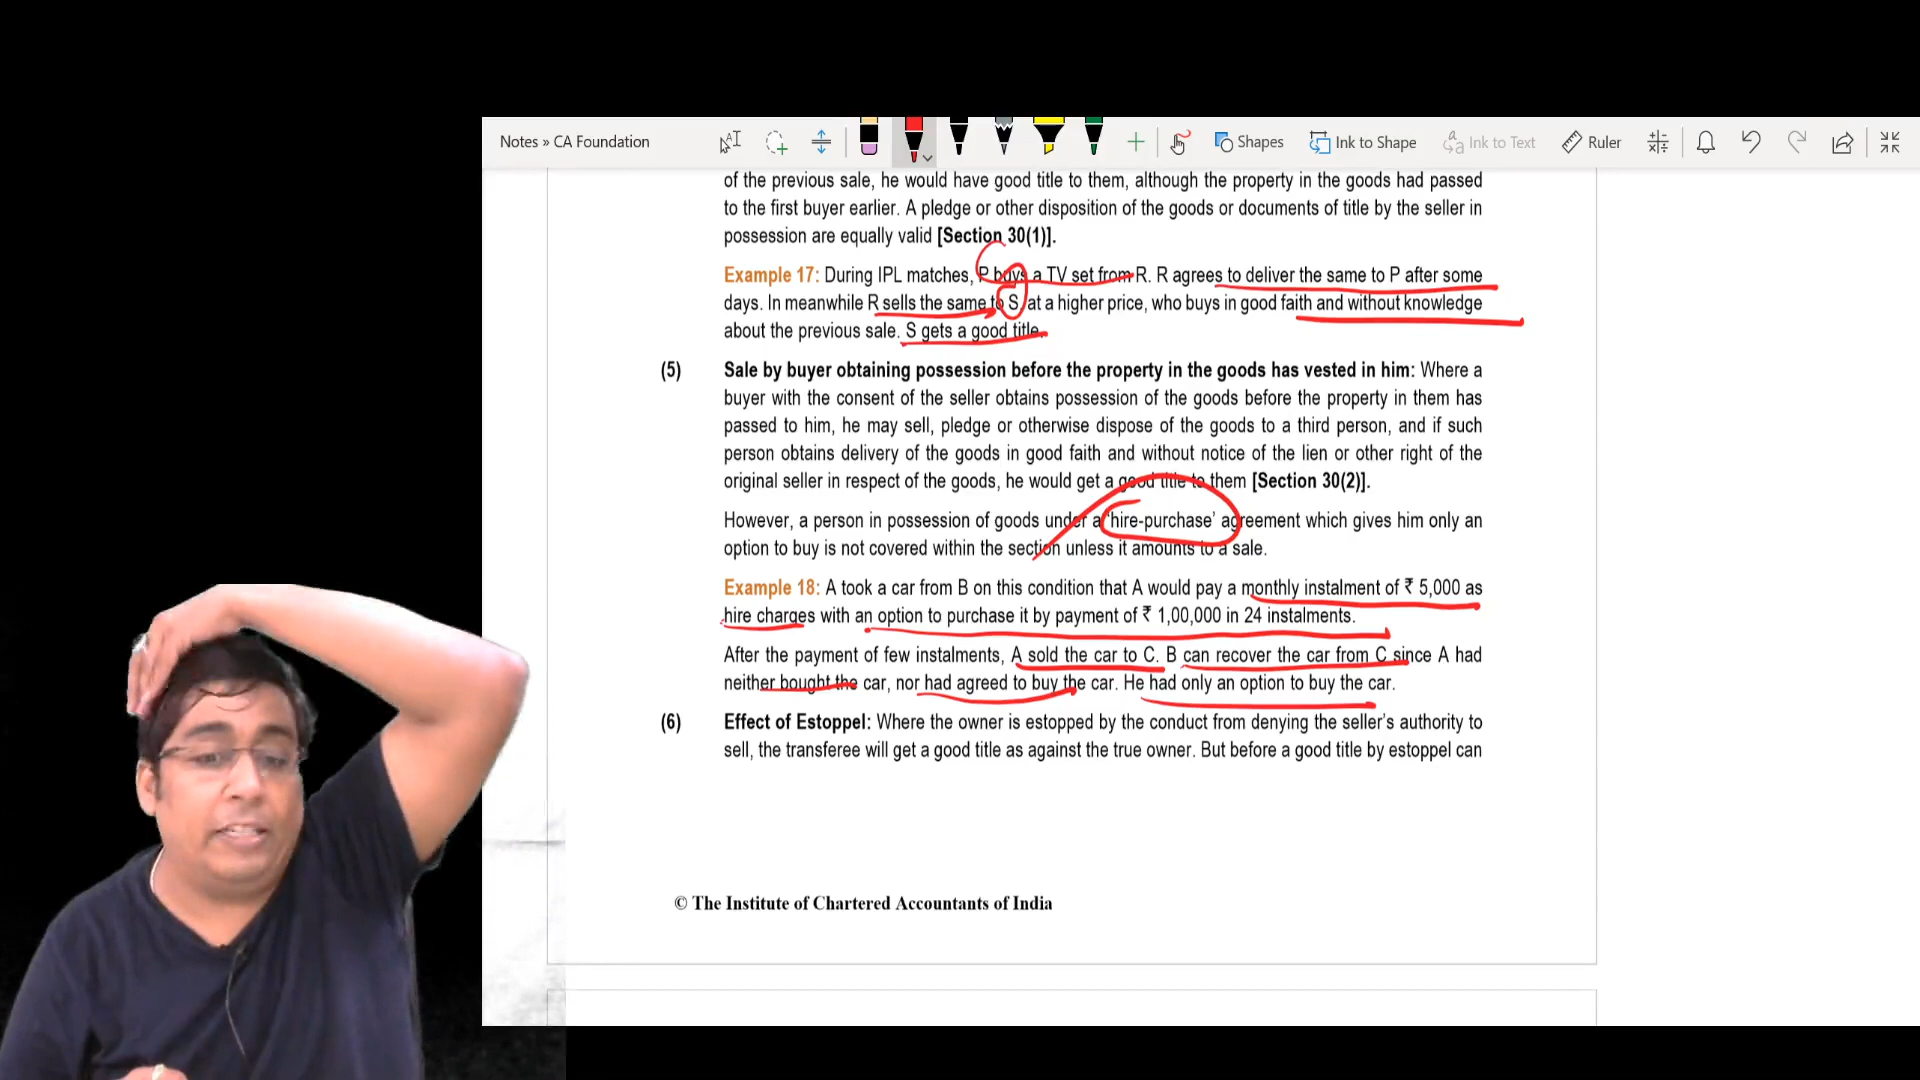 Notes » CA Foundation
Shapes
Ink to Shape
Ink to Text
Ruler
of the previous sale, he would have good title to them, although the property in the goods had passed
to the first buyer earlier. A pledge or other disposition of the goods or documents of title by the seller in
possession are equally valid [Section 30(1)].
Example 17: During IPL matches, P buys a TV set from R. R agrees to deliver the same to P after some
days. In meanwhile R sells the same to S, at a higher price, who buys in good faith and without knowledge
about the previous sale. S gets a good title.
(5) Sale by buyer obtaining possession before the property in the goods has vested in him: Where a
buyer with the consent of the seller obtains possession of the goods before the property in them has
passed to him, he may sell, pledge or otherwise dispose of the goods to a third person, and if such
person obtains delivery of the goods in good faith and without notice of the lien or other right of the
original seller in respect of the goods, he would get a good title to them [Section 30(2)].
However, a person in possession of goods under a 'hire-purchase' agreement which gives him only an
option to buy is not covered within the section unless it amounts to a sale.
Example 18: A took a car from B on this condition that A would pay a monthly instalment of ₹ 5,000 as
hire charges with an option to purchase it by payment of ₹ 1,00,000 in 24 instalments.
After the payment of few instalments, A sold the car to C. B can recover the car from C since A had
neither bought the car, nor had agreed to buy the car. He had only an option to buy the car.
(6) Effect of Estoppel: Where the owner is estopped by the conduct from denying the seller's authority to
sell, the transferee will get a good title as against the true owner. But before a good title by estoppel can
© The Institute of Chartered Accountants of India